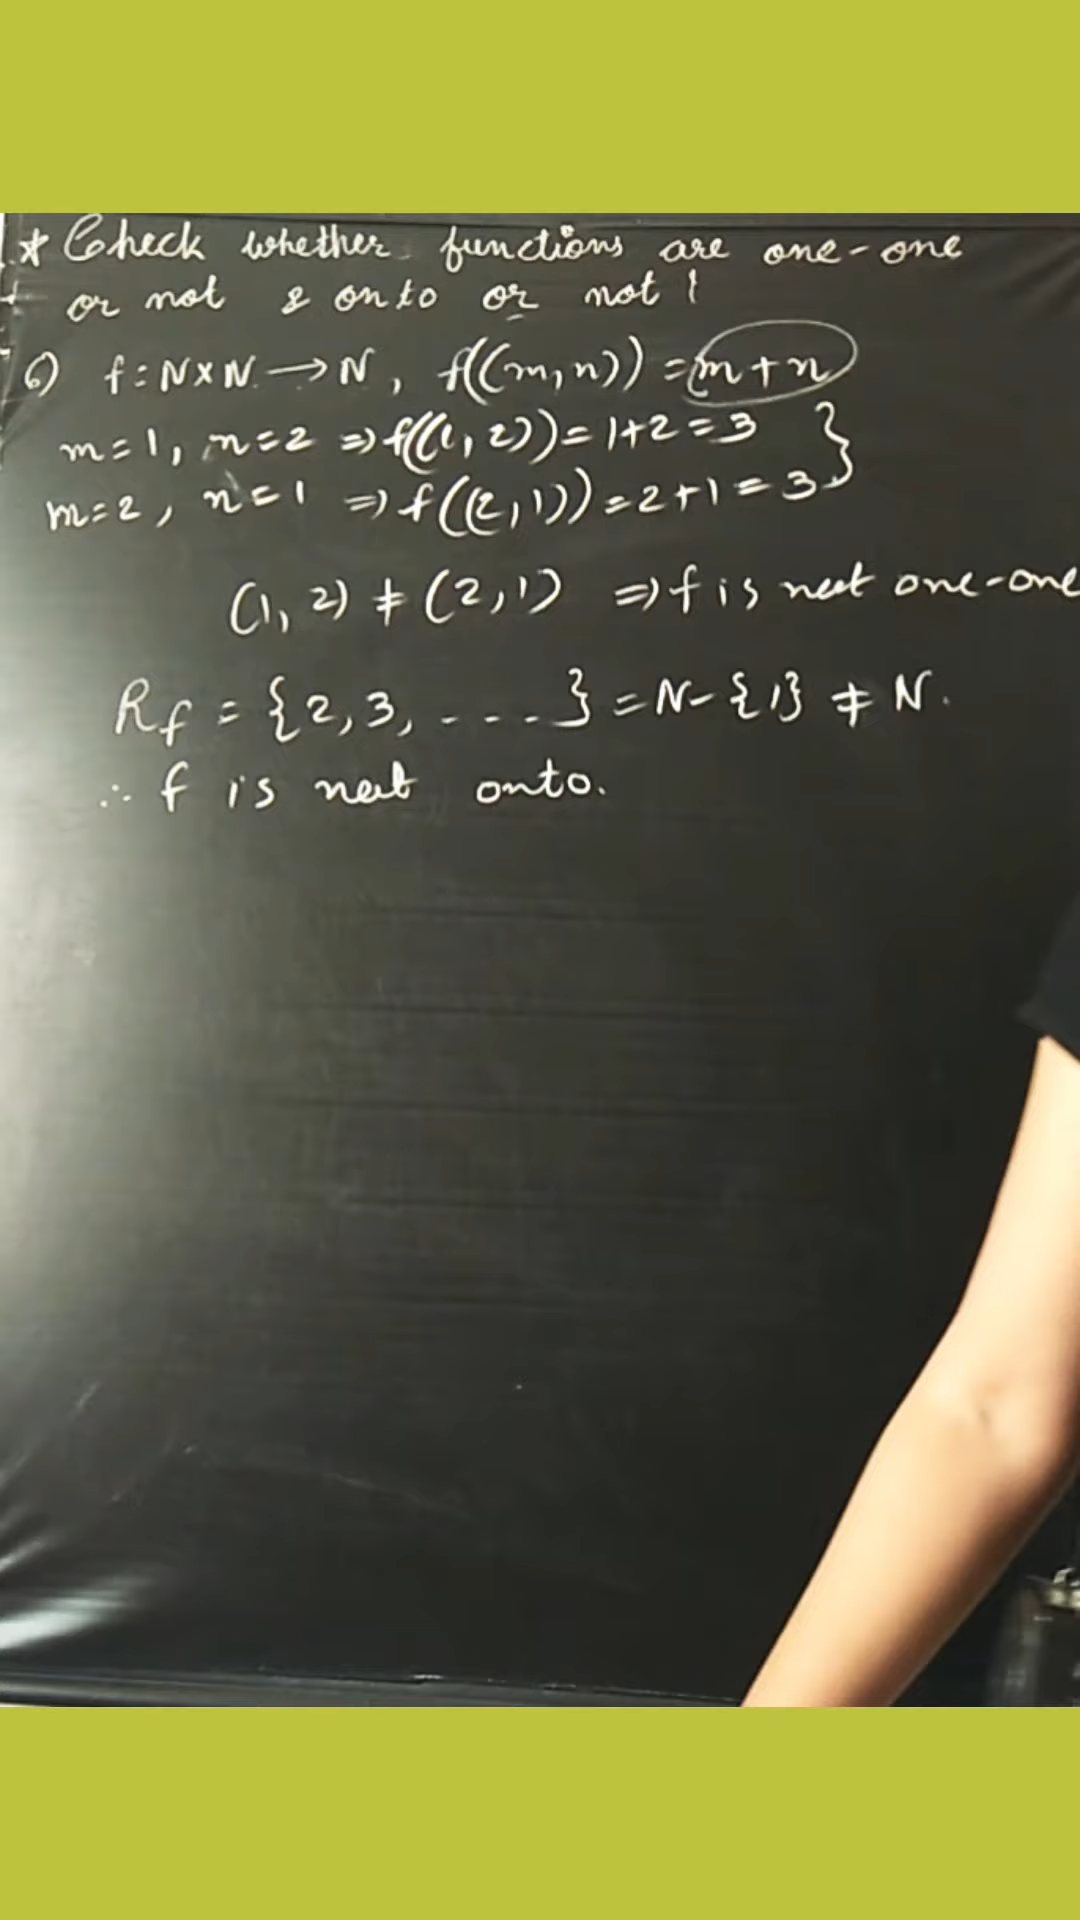 * Check whether functions are one-one
or not & onto or not !
6) f : N×N → N, f((m,n)) = m+n
m=1, n=2 ⇒ f((1,2)) = 1+2=3 }
m=2, n=1 ⇒ f((2,1)) = 2+1=3
(1,2) ≠ (2,1) ⇒ f is not one-one
Rf = {2,3, ----} = N-{1} ≠ N.
∴ f is not onto.